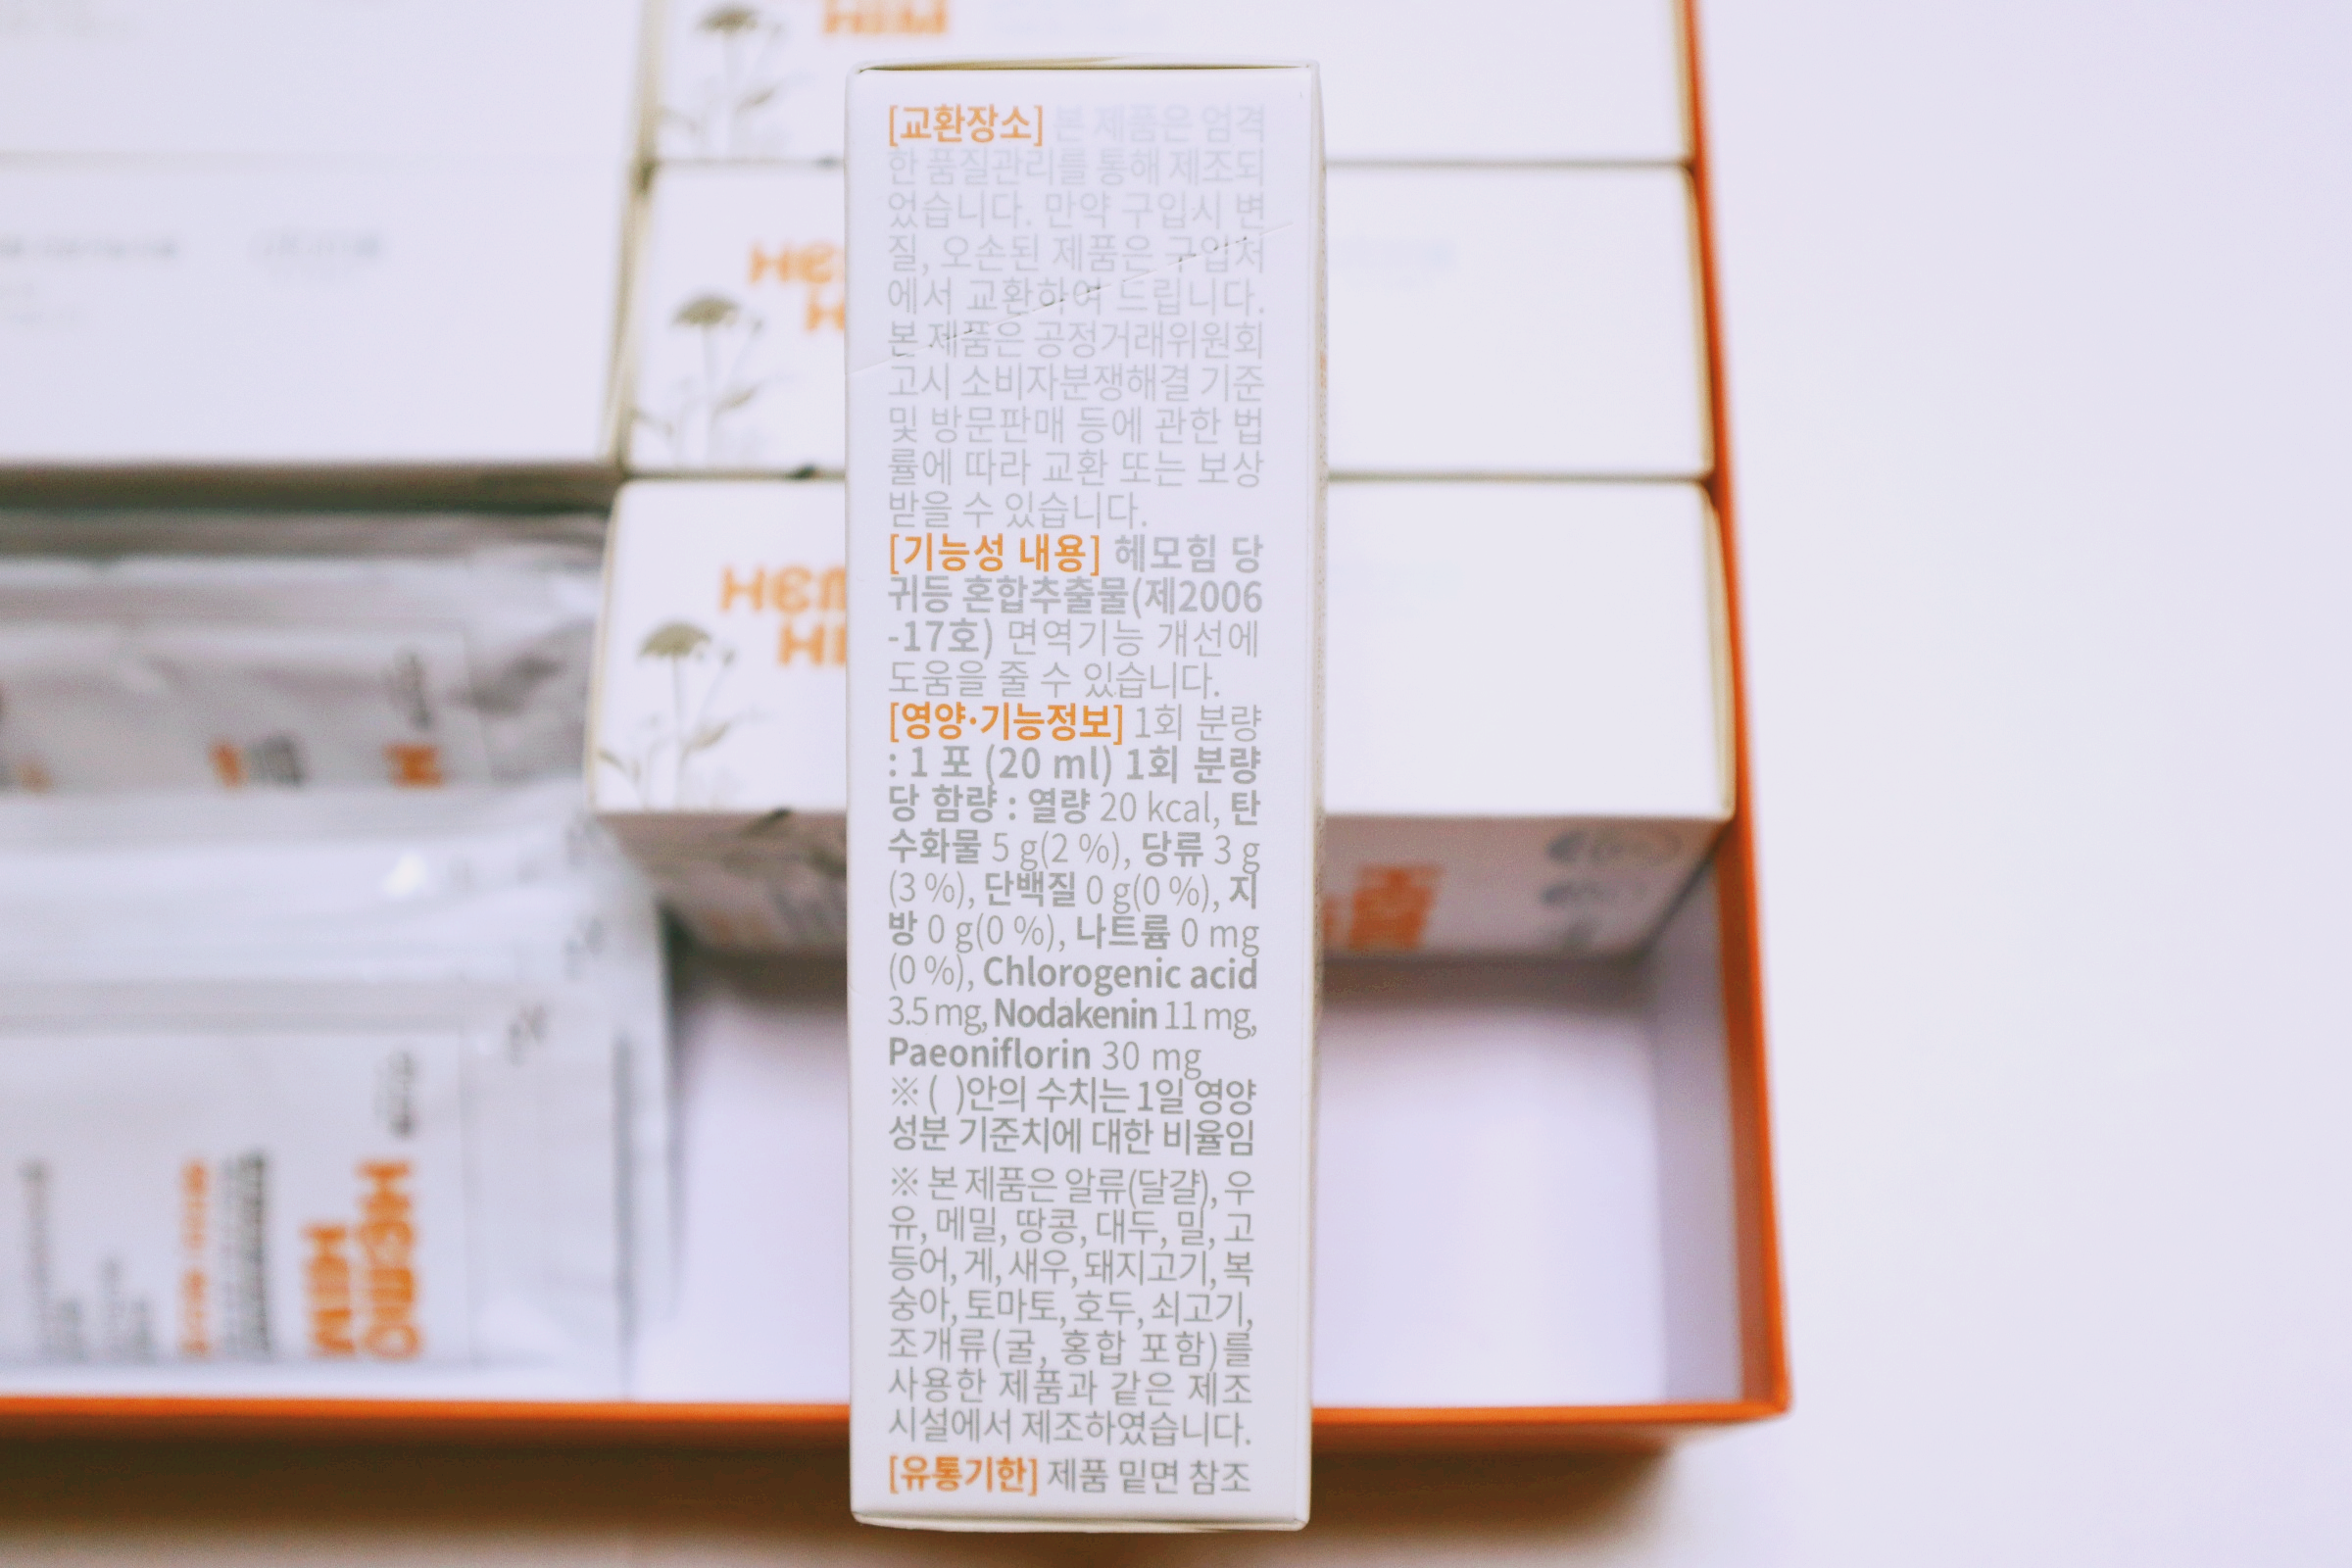 [교환장소] 본 제품은 엄격
한 품질관리를 통해 제조되
었습니다. 만약 구입시 변
질, 오손된 제품은 구입처
에서 교환하여 드립니다.
본 제품은 공정거래위원회
고시 소비자분쟁해결 기준
및 방문판매 등에 관한 법
률에 따라 교환 또는 보상
받을 수 있습니다.
[기능성 내용] 헤모힘 당
귀등 혼합추출물(제2006
-17호) 면역기능 개선에
도움을 줄 수 있습니다.
[영양·기능정보] 1회 분량
: 1 포 (20 ml) 1회 분량
당 함량 : 열량 20 kcal, 탄
수화물 5 g(2 %), 당류 3 g
(3 %), 단백질 0 g(0 %), 지
방 0 g(0 %), 나트륨 0 mg
(0 %), Chlorogenic acid
3.5 mg, Nodakenin 11 mg,
Paeoniflorin 30 mg
※ ( )안의 수치는 1일 영양
성분 기준치에 대한 비율임
※ 본 제품은 알류(달걀), 우
유, 메밀, 땅콩, 대두, 밀, 고
등어, 게, 새우, 돼지고기, 복
숭아, 토마토, 호두, 쇠고기,
조개류(굴, 홍합 포함)를
사용한 제품과 같은 제조
시설에서 제조하였습니다.
[유통기한] 제품 밑면 참조
HemO
HIM